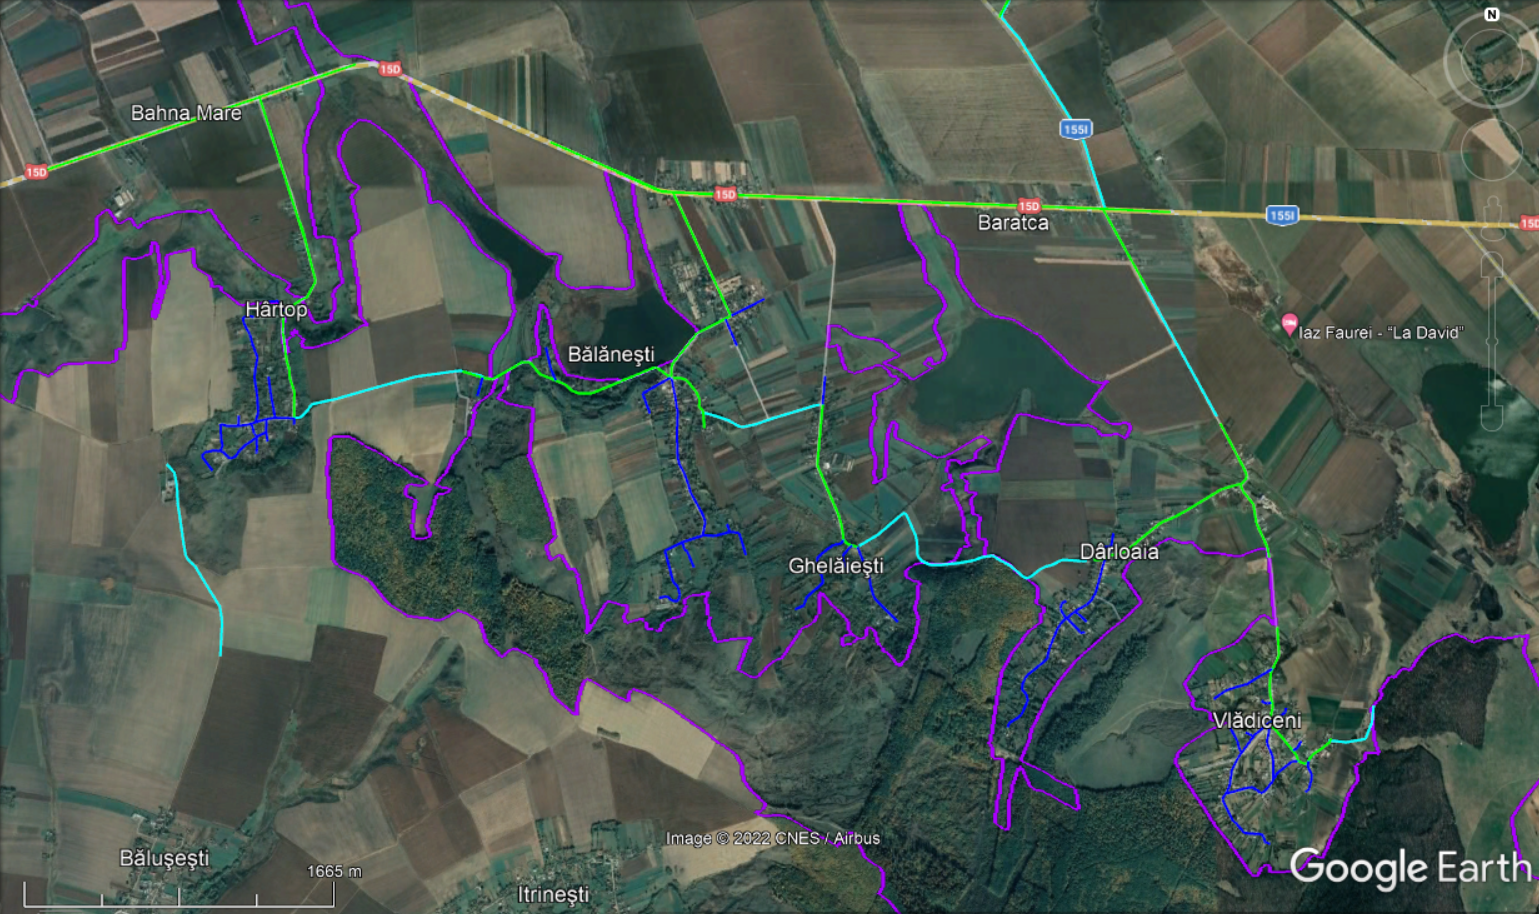 N
15D
Bahna Mare
155I
15D
15D
15D
155I
15D
Baratca
Hârtop
Iaz Faurei - “La David”
Bălăneşti
Dârloaia
Ghelăieşti
Vlădiceni
Image © 2022 CNES / Airbus
Băluşeşti
1665 m
Itrineşti
Google Earth